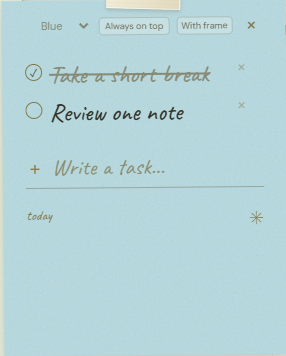 Blue Always on top With frame ×
✓ Take a short break ×
Review one note ×
+ Write a task...
today